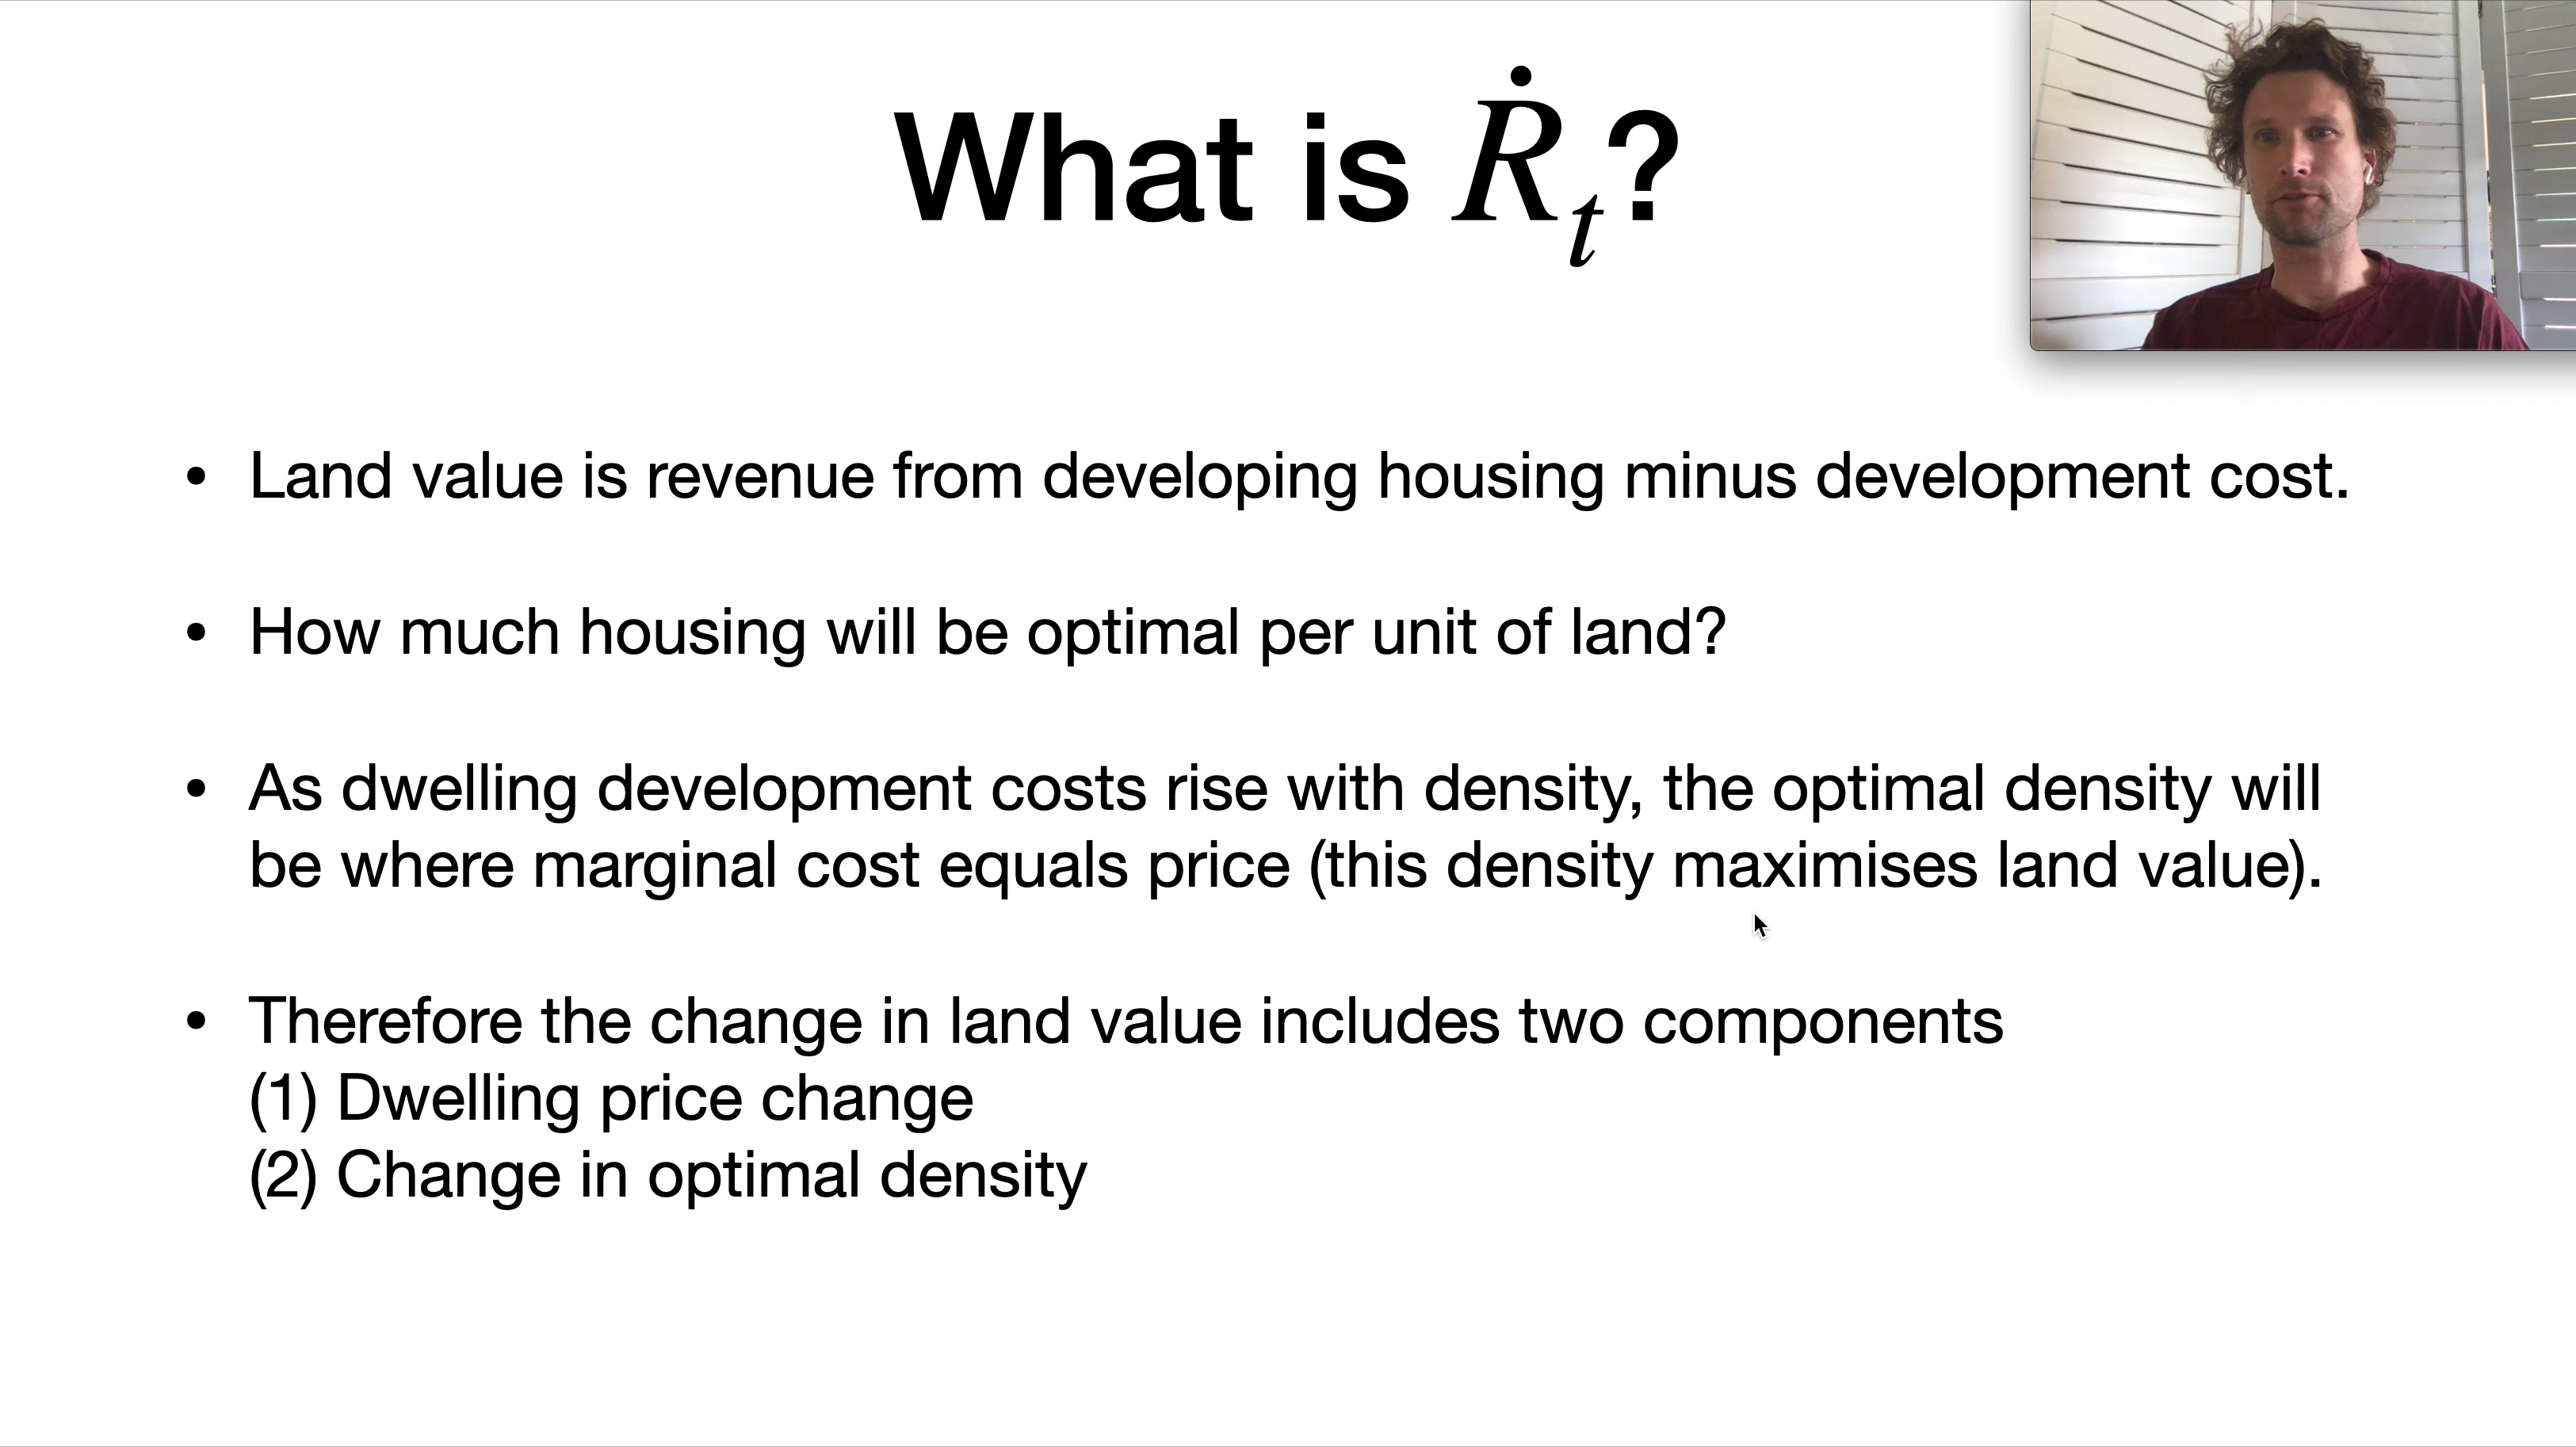 What is Ṙt?
• Land value is revenue from developing housing minus development cost.
• How much housing will be optimal per unit of land?
• As dwelling development costs rise with density, the optimal density will
be where marginal cost equals price (this density maximises land value).
• Therefore the change in land value includes two components
(1) Dwelling price change
(2) Change in optimal density